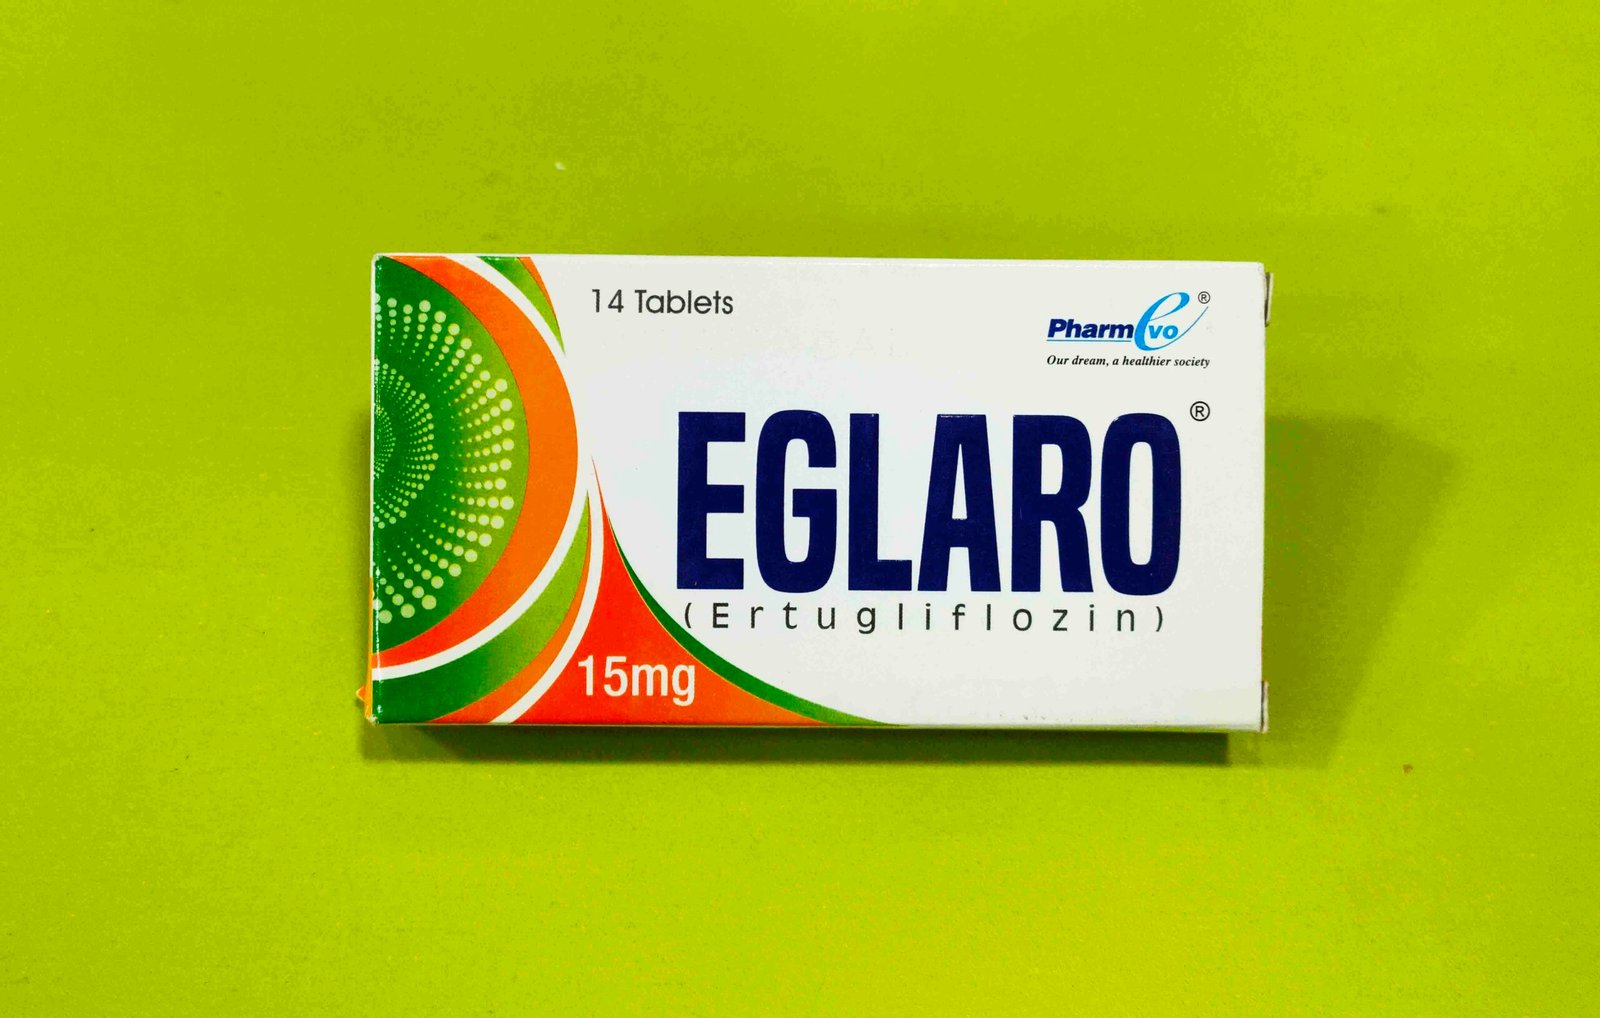 14 Tablets
PharmEvo®
Our dream, a healthier society
EGLARO®
(Ertugliflozin)
15mg